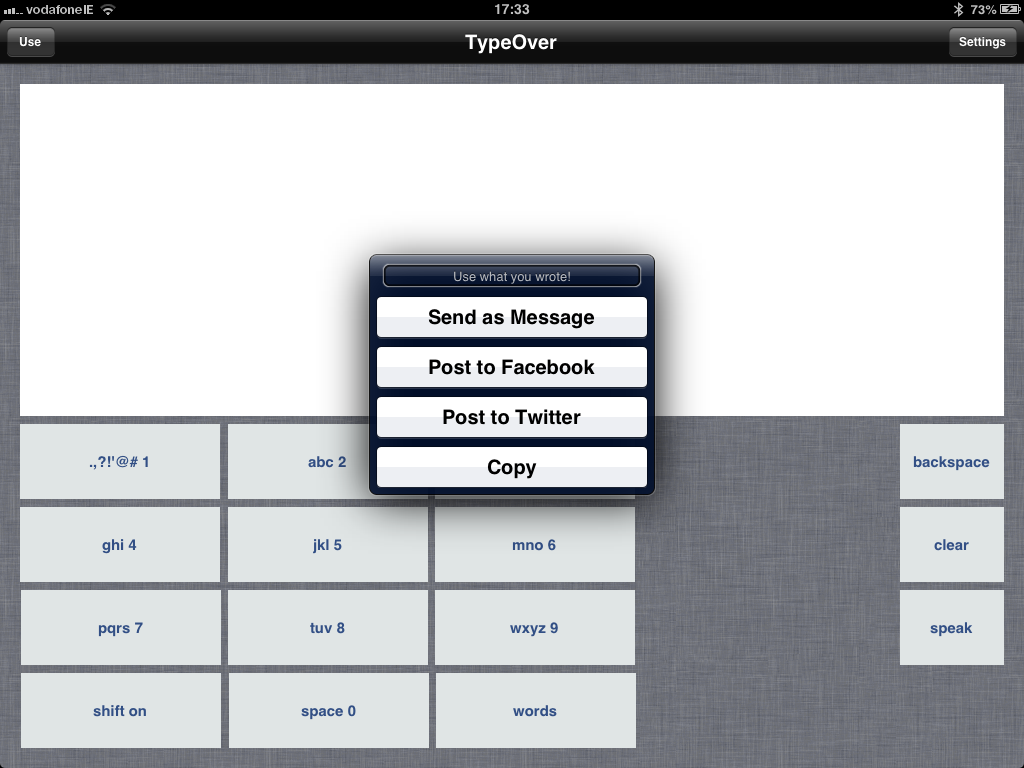 vodafoneIE 17:33 73%
Use TypeOver Settings
Use what you wrote!
Send as Message
Post to Facebook
Post to Twitter
Copy
.,?!'@# 1 abc 2 backspace
ghi 4 jkl 5 mno 6 clear
pqrs 7 tuv 8 wxyz 9 speak
shift on space 0 words